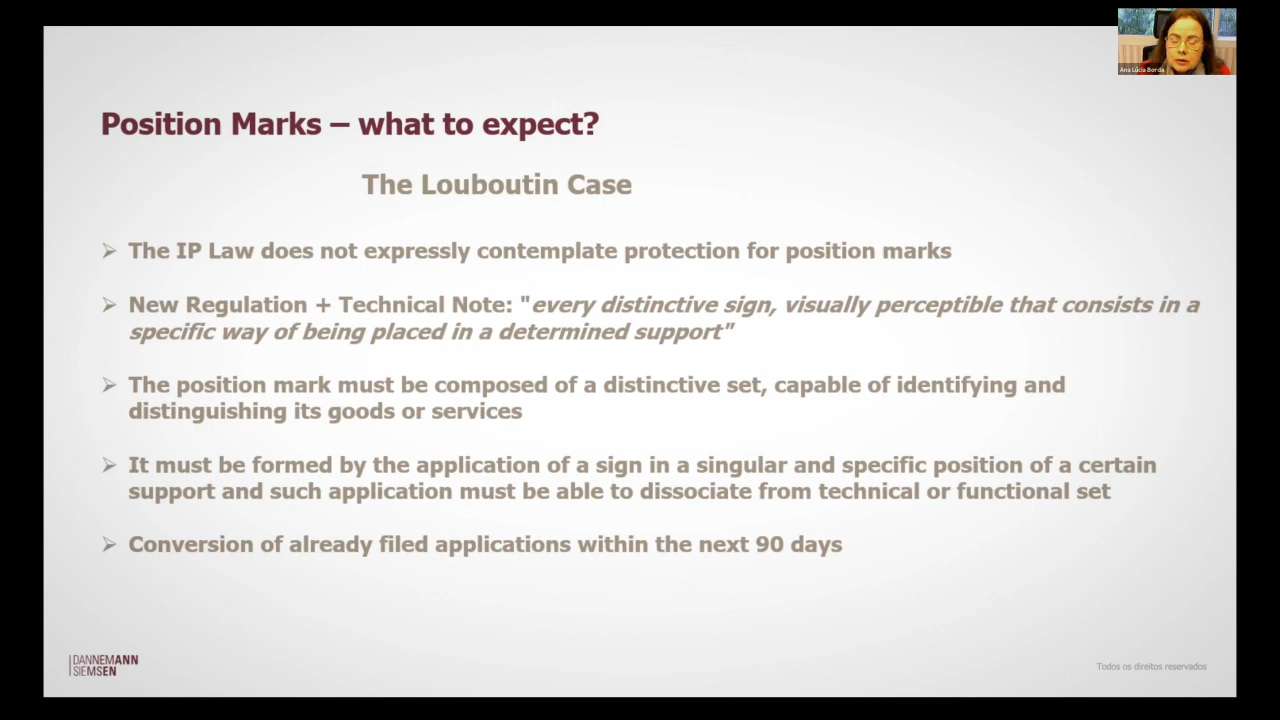 Ana Lúcia Borda
Position Marks – what to expect?
The Louboutin Case
➢ The IP Law does not expressly contemplate protection for position marks
➢ New Regulation + Technical Note: "every distinctive sign, visually perceptible that consists in a
specific way of being placed in a determined support"
➢ The position mark must be composed of a distinctive set, capable of identifying and
distinguishing its goods or services
➢ It must be formed by the application of a sign in a singular and specific position of a certain
support and such application must be able to dissociate from technical or functional set
➢ Conversion of already filed applications within the next 90 days
DANNEMANN
SIEMSEN
Todos os direitos reservados